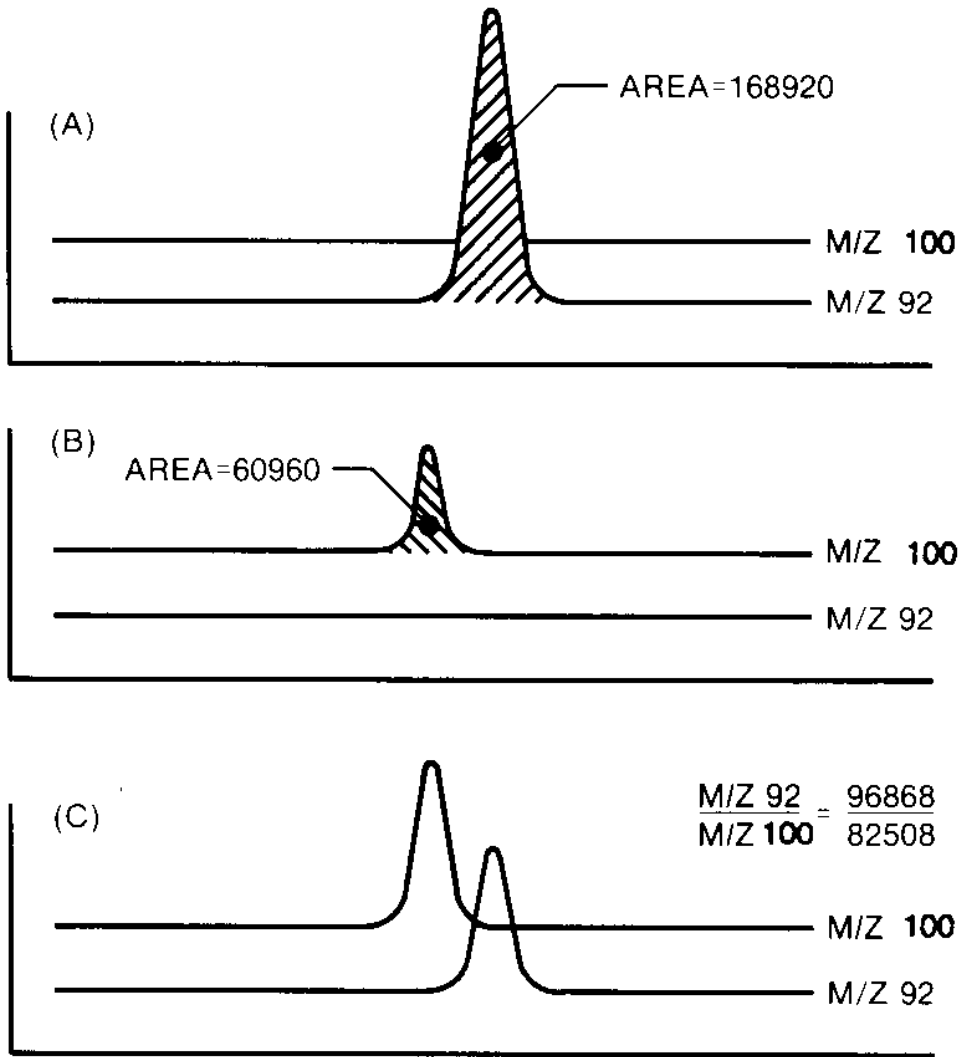 (A)
AREA=168920
M/Z 100
M/Z 92
(B)
AREA=60960
M/Z 100
M/Z 92
(C)
M/Z 92 = 96868
M/Z 100 82508
M/Z 100
M/Z 92